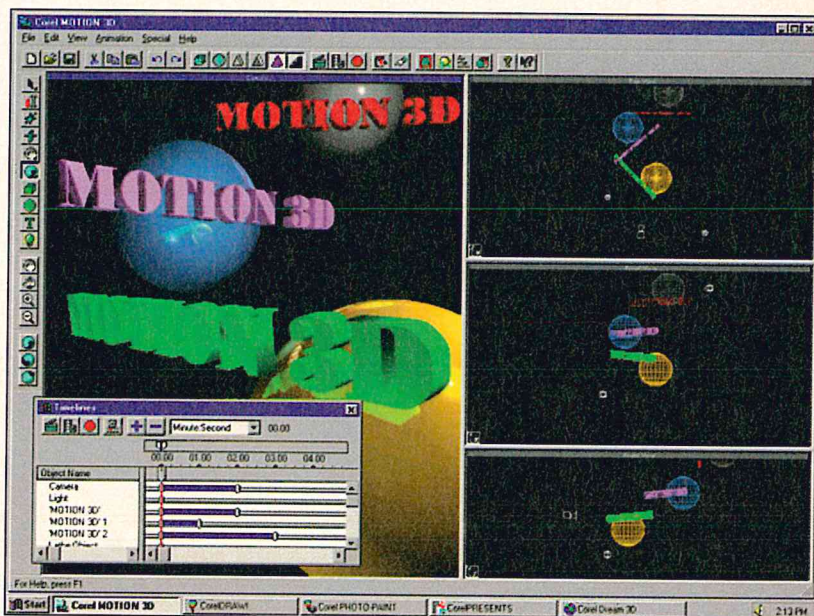 Corel MOTION 3D
File Edit View Animation Special Help
MOTION 3D
MOTION 3D
MOTION 3D
Timelines
Minute:Second
00.00
00.00 01.00 02.00 03.00 04.00
Object Name
Camera
Light
'MOTION 3D'
'MOTION 3D' 1
'MOTION 3D' 2
Lathe Object
For Help, press F1
Start
Corel MOTION 3D
CorelDRAW!
Corel PHOTO-PAINT
CorelPRESENTS
Corel Dream 3D
2:13 PM